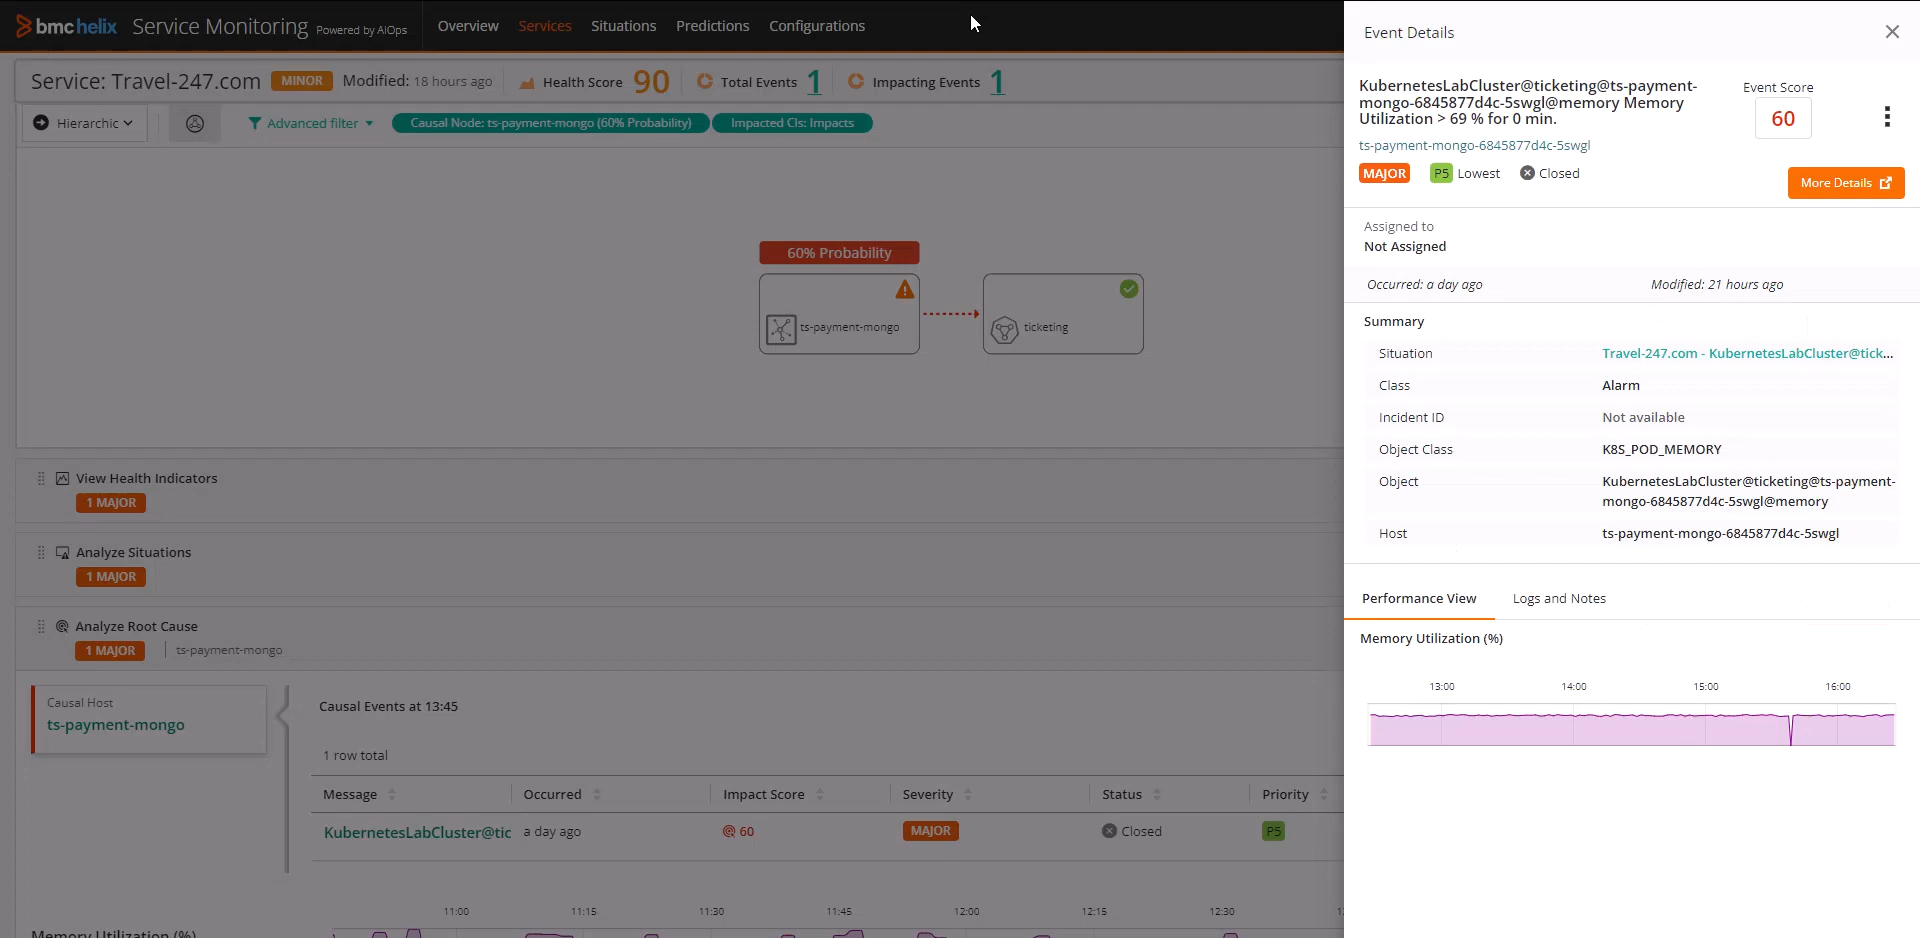 bmc helix Service Monitoring Powered by AIOps Overview Services Situations Predictions Configurations
Service: Travel-247.com MINOR Modified: 18 hours ago Health Score 90 Total Events 1 Impacting Events 1
Hierarchic Advanced filter Causal Node: ts-payment-mongo (60% Probability) Impacted CIs: Impacts
60% Probability
ts-payment-mongo ticketing
View Health Indicators
1 MAJOR
Analyze Situations
1 MAJOR
Analyze Root Cause
1 MAJOR ts-payment-mongo
Causal Host
ts-payment-mongo
Causal Events at 13:45
1 row total
Message Occurred Impact Score Severity Status Priority
KubernetesLabCluster@tic a day ago 60 MAJOR Closed P5
11:00 11:15 11:30 11:45 12:00 12:15 12:30
Memory Utilization (%)
Event Details
KubernetesLabCluster@ticketing@ts-payment-
mongo-6845877d4c-5swgl@memory Memory
Utilization > 69 % for 0 min.
Event Score
60
ts-payment-mongo-6845877d4c-5swgl
MAJOR P5 Lowest Closed
More Details
Assigned to
Not Assigned
Occurred: a day ago Modified: 21 hours ago
Summary
Situation Travel-247.com - KubernetesLabCluster@tick...
Class Alarm
Incident ID Not available
Object Class K8S_POD_MEMORY
Object KubernetesLabCluster@ticketing@ts-payment-
mongo-6845877d4c-5swgl@memory
Host ts-payment-mongo-6845877d4c-5swgl
Performance View Logs and Notes
Memory Utilization (%)
13:00 14:00 15:00 16:00